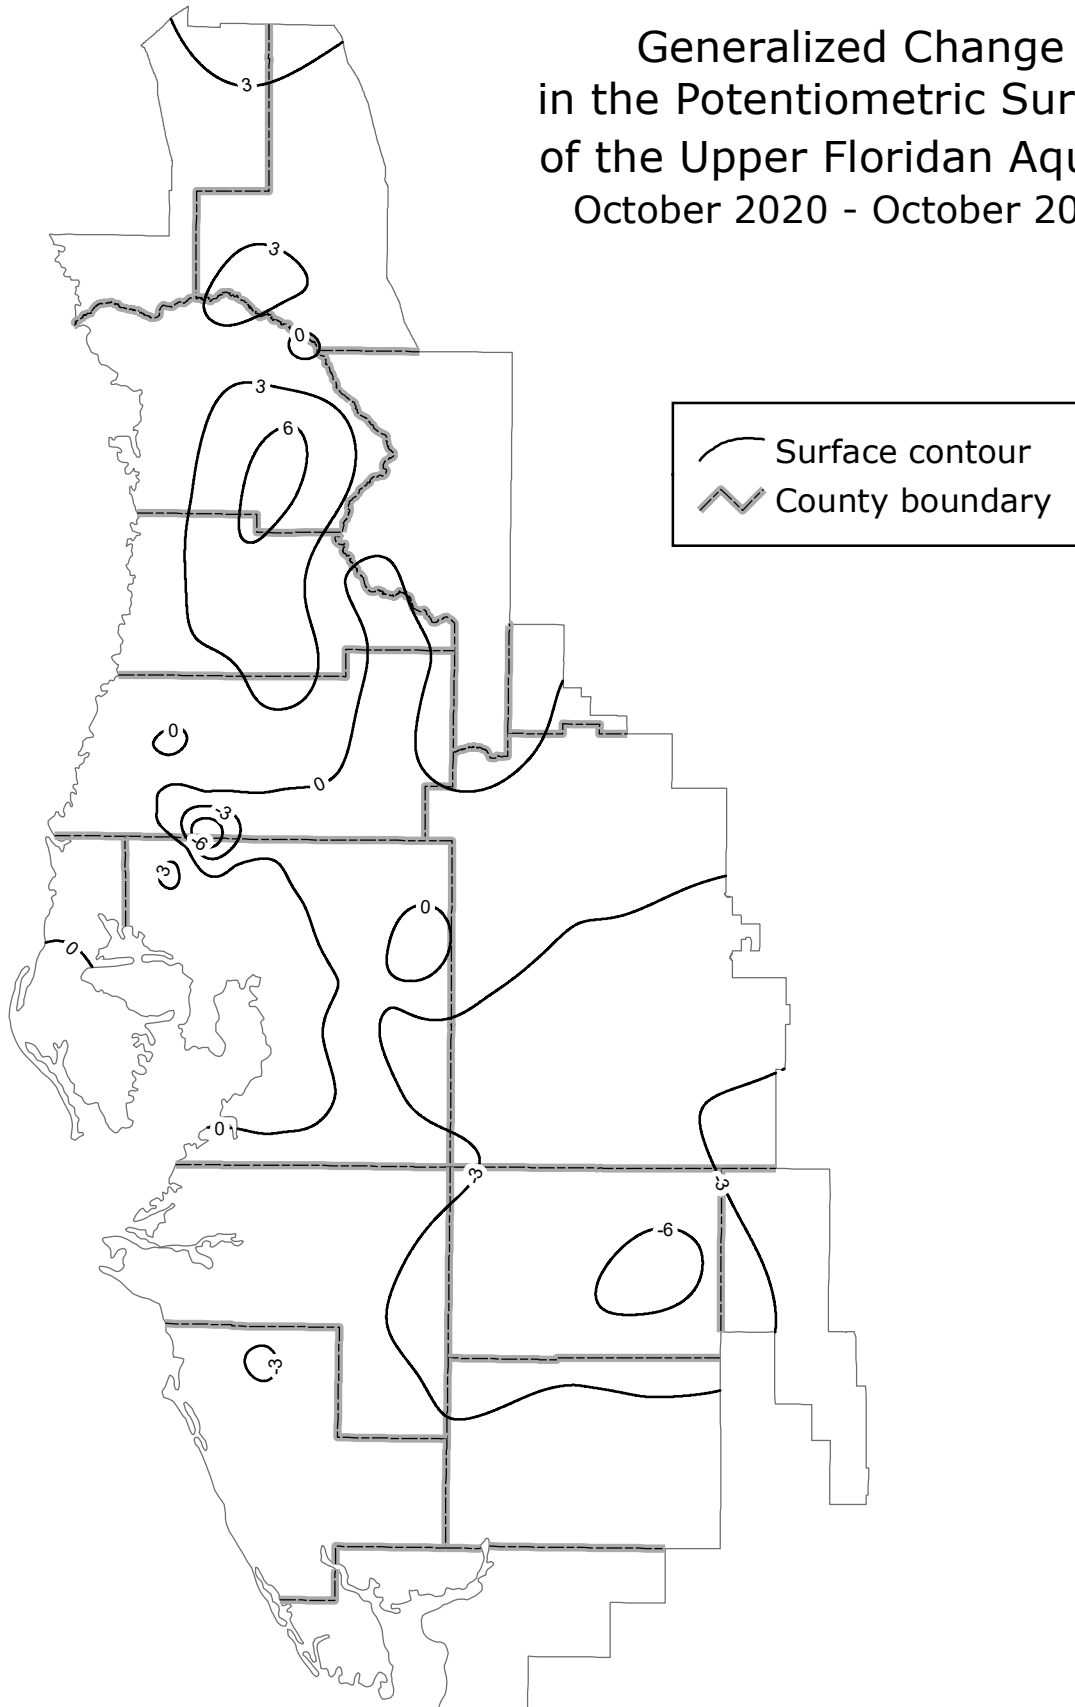 Generalized Change
in the Potentiometric Sur
of the Upper Floridan Aqu
October 2020 - October 20
3
3
0
3
6
Surface contour
County boundary
0
0
-3
-6
3
0
0
0
-3
-3
-6
-3